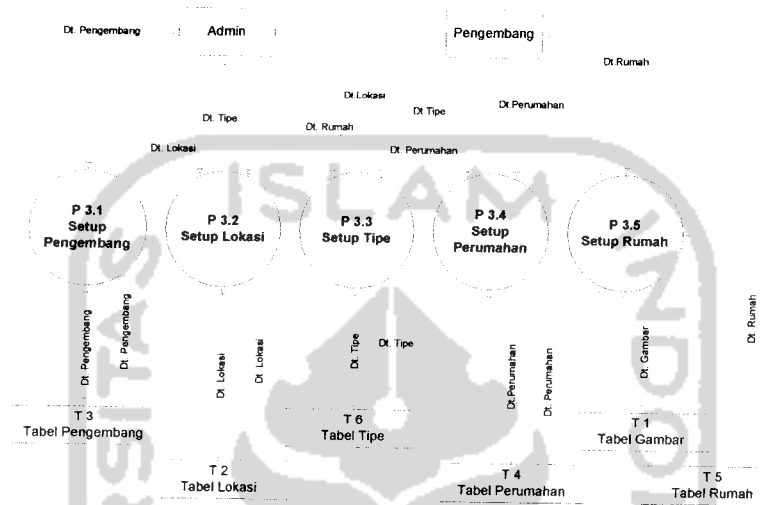 Dt. Pengembang
Admin
Pengembang
Dt.Rumah
Dt.Lokasi
Dt. Tipe
Dt Tipe
Dt.Perumahan
Dt. Rumah
Dt. Lokasi
Dt. Perumahan
ISLAM
P 3.1
Setup
Pengembang
P 3.2
Setup Lokasi
P 3.3
Setup Tipe
P 3.4
Setup
Perumahan
P 3.5
Setup Rumah
Dt. Pengembang
Dt. Pengembang
Dt. Lokasi
Dt. Lokasi
Dt. Tipe
Dt. Tipe
Dt.Perumahan
Dt. Perumahan
Dt. Gambar
Dt. Rumah
RSITAS
INDO
T 3
Tabel Pengembang
T 6
Tabel Tipe
T 1
Tabel Gambar
T 2
Tabel Lokasi
T 4
Tabel Perumahan
T 5
Tabel Rumah